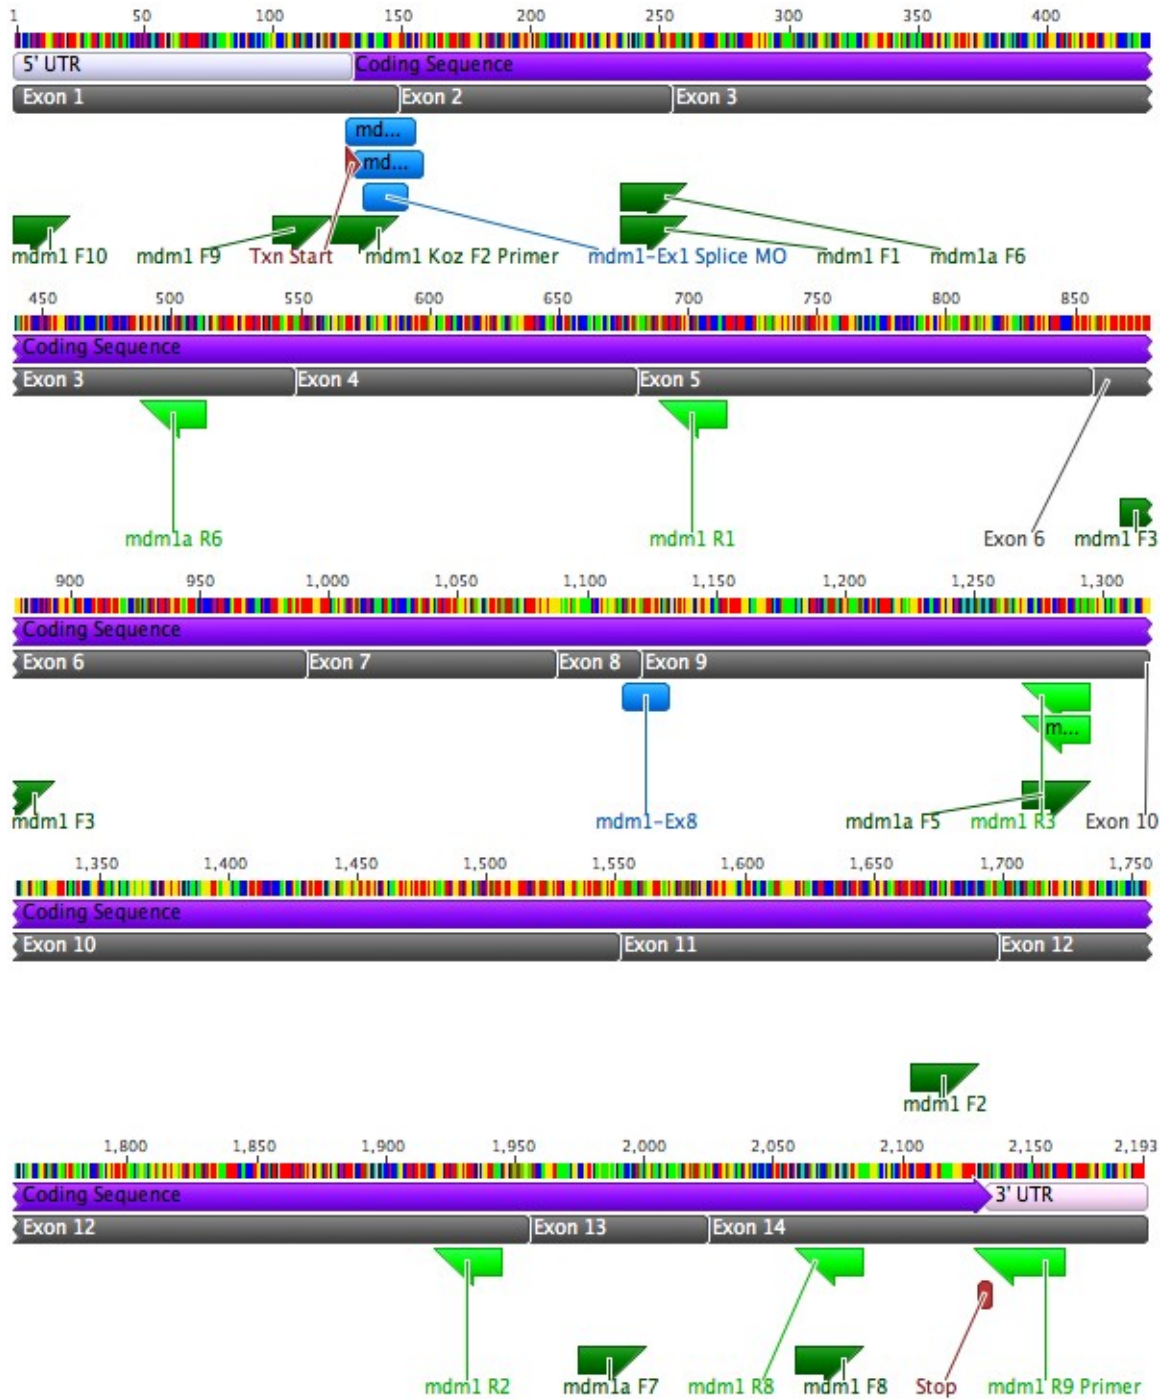 1 50 100 150 200 250 300 350 400
5' UTR Coding Sequence
Exon 1 Exon 2 Exon 3
md...
md...
mdm1 F10 mdm1 F9 Txn Start mdm1 Koz F2 Primer mdm1-Ex1 Splice MO mdm1 F1 mdm1a F6
450 500 550 600 650 700 750 800 850
Coding Sequence
Exon 3 Exon 4 Exon 5
mdm1a R6 mdm1 R1 Exon 6 mdm1 F3
900 950 1,000 1,050 1,100 1,150 1,200 1,250 1,300
Coding Sequence
Exon 6 Exon 7 Exon 8 Exon 9
m...
mdm1 F3 mdm1-Ex8 mdm1a F5 mdm1 R3 Exon 10
1,350 1,400 1,450 1,500 1,550 1,600 1,650 1,700 1,750
Coding Sequence
Exon 10 Exon 11 Exon 12
mdm1 F2
1,800 1,850 1,900 1,950 2,000 2,050 2,100 2,150 2,193
Coding Sequence 3' UTR
Exon 12 Exon 13 Exon 14
mdm1 R2 mdm1a F7 mdm1 R8 mdm1 F8 Stop mdm1 R9 Primer